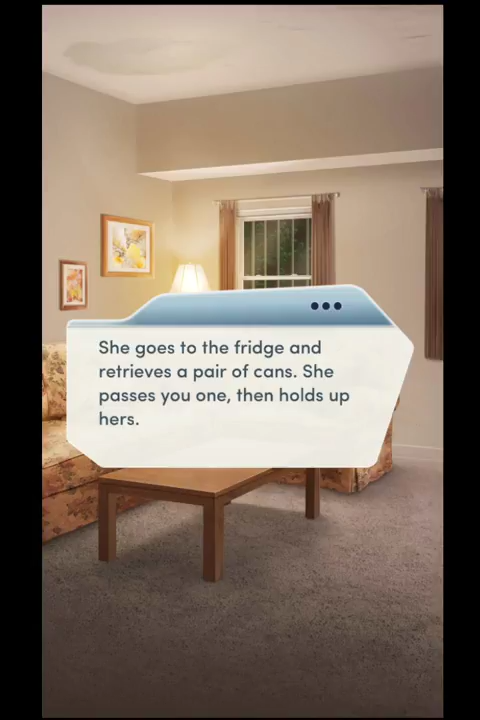 She goes to the fridge and
retrieves a pair of cans. She
passes you one, then holds up
hers.